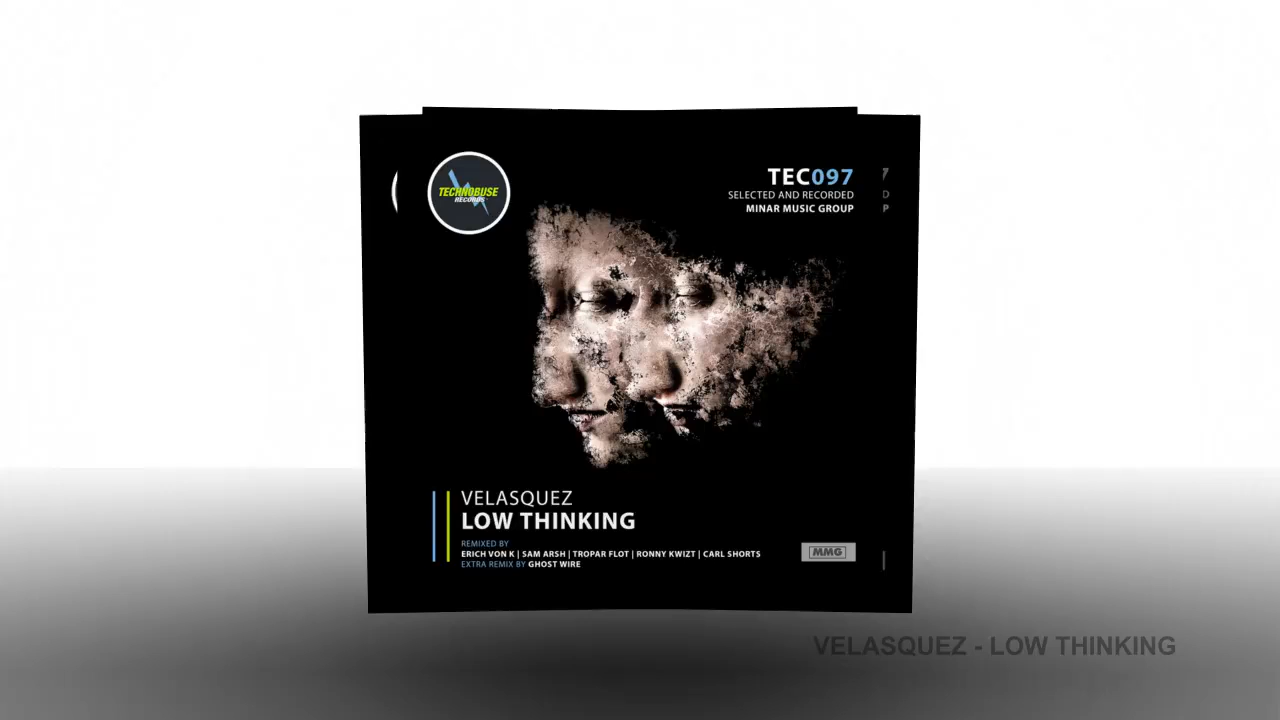 TECHNOBUSE
RECORDS
TEC097
SELECTED AND RECORDED
MINAR MUSIC GROUP
7
D
P
VELASQUEZ
LOW THINKING
REMIXED BY
ERICH VON K | SAM ARSH | TROPAR FLOT | RONNY KWIZT | CARL SHORTS
EXTRA REMIX BY GHOST WIRE
MMG
VELASQUEZ - LOW THINKING